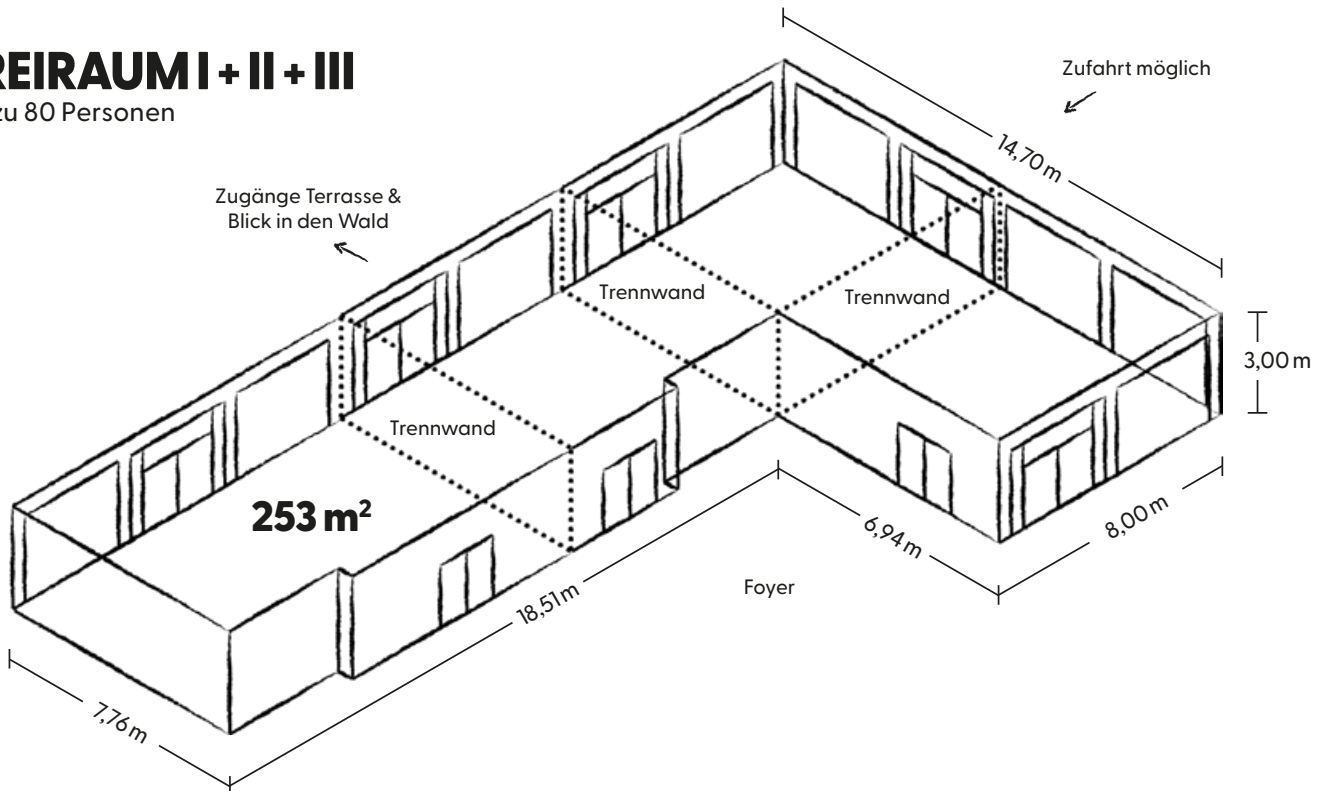 REIRAUM I + II + III
zu 80 Personen
Zufahrt möglich
14,70 m
Zugänge Terrasse &
Blick in den Wald
Trennwand
Trennwand
3,00 m
Trennwand
253 m²
6,94 m
8,00 m
Foyer
18,51 m
7,76 m